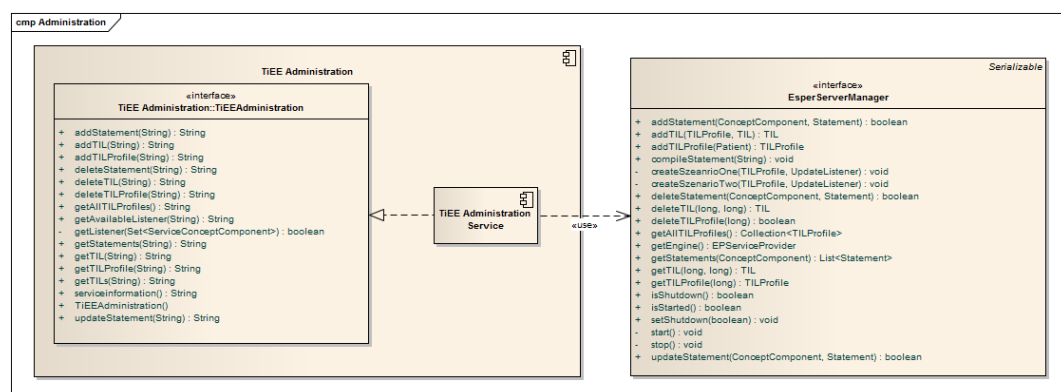 cmp Administration
TiEE Administration
«interface»
TiEE Administration::TiEEAdministration
+ addStatement(String) : String
+ addTIL(String) : String
+ addTILProfile(String) : String
+ deleteStatement(String) : String
+ deleteTIL(String) : String
+ deleteTILProfile(String) : String
+ getAllTILProfiles() : String
+ getAvailableListener(String) : String
- getListener(Set<ServiceConceptComponent>) : boolean
+ getStatements(String) : String
+ getTIL(String) : String
+ getTILProfile(String) : String
+ getTILs(String) : String
+ serviceinformation() : String
+ TiEEAdministration()
+ updateStatement(String) : String
TiEE Administration
Service
«use»
Serializable
«interface»
EsperServerManager
+ addStatement(ConceptComponent, Statement) : boolean
+ addTIL(TILProfile, TIL) : TIL
+ addTILProfile(Patient) : TILProfile
+ compileStatement(String) : void
- createSzeanrioOne(TILProfile, UpdateListener) : void
- createSzenarioTwo(TILProfile, UpdateListener) : void
+ deleteStatement(ConceptComponent, Statement) : boolean
+ deleteTIL(long, long) : TIL
+ deleteTILProfile(long) : boolean
+ getAllTILProfiles() : Collection<TILProfile>
+ getEngine() : EPServiceProvider
+ getStatements(ConceptComponent) : List<Statement>
+ getTIL(long, long) : TIL
+ getTILProfile(long) : TILProfile
+ isShutdown() : boolean
+ isStarted() : boolean
+ setShutdown(boolean) : void
- start() : void
- stop() : void
+ updateStatement(ConceptComponent, Statement) : boolean